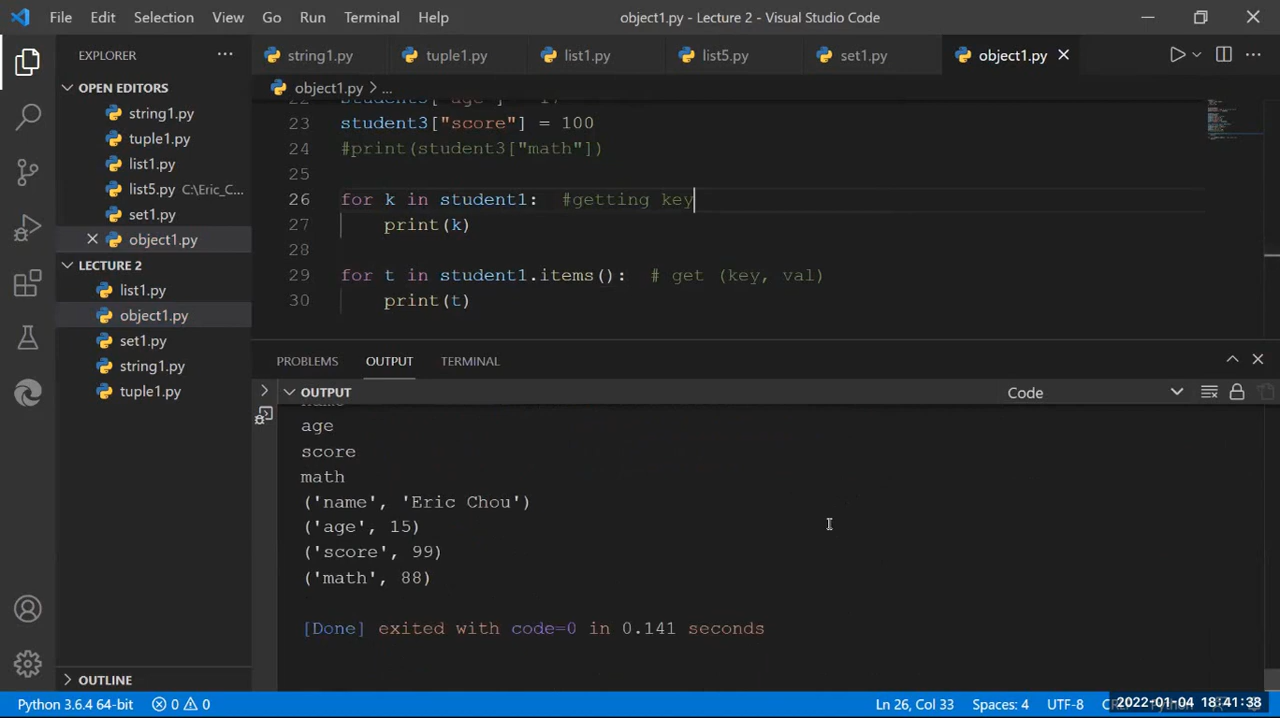 File Edit Selection View Go Run Terminal Help object1.py - Lecture 2 - Visual Studio Code
EXPLORER
string1.py tuple1.py list1.py list5.py set1.py object1.py
OPEN EDITORS
string1.py
tuple1.py
list1.py
list5.py C:\Eric_C...
set1.py
object1.py
LECTURE 2
list1.py
object1.py
set1.py
string1.py
tuple1.py
OUTLINE
object1.py > ...
23 student3["score"] = 100
24 #print(student3["math"])
25
26 for k in student1: #getting key
27 print(k)
28
29 for t in student1.items(): # get (key, val)
30 print(t)
PROBLEMS OUTPUT TERMINAL
OUTPUT Code
name
age
score
math
('name', 'Eric Chou')
('age', 15)
('score', 99)
('math', 88)
[Done] exited with code=0 in 0.141 seconds
Python 3.6.4 64-bit 0 0 Ln 26, Col 33 Spaces: 4 UTF-8
2022-01-04 18:41:38